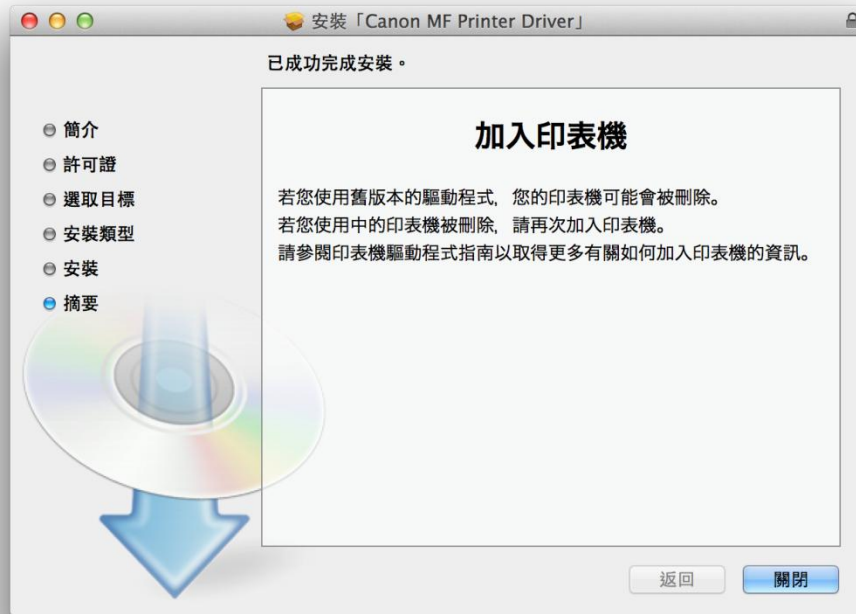 安裝「Canon MF Printer Driver」
已成功完成安裝。
簡介
許可證
選取目標
安裝類型
安裝
摘要
加入印表機
若您使用舊版本的驅動程式，您的印表機可能會被刪除。
若您使用中的印表機被刪除，請再次加入印表機。
請參閱印表機驅動程式指南以取得更多有關如何加入印表機的資訊。
返回
關閉